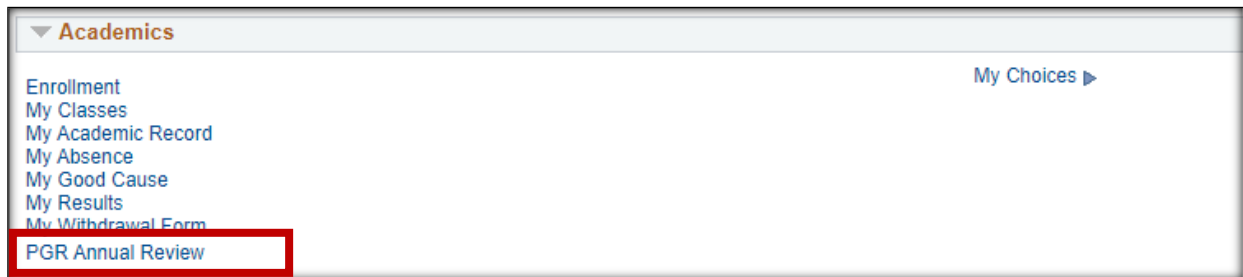 Academics
My Choices
Enrollment
My Classes
My Academic Record
My Absence
My Good Cause
My Results
My Withdrawal Form
PGR Annual Review